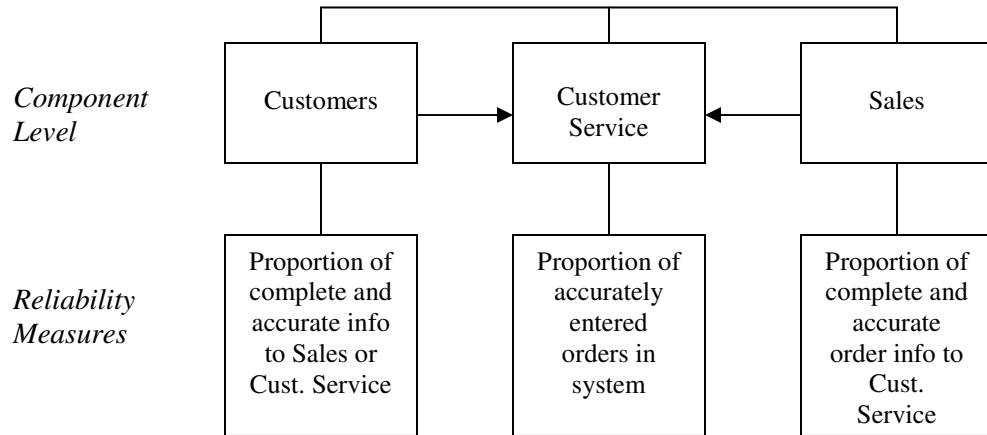 Component
Level
Customers
Customer
Service
Sales
Reliability
Measures
Proportion of
complete and
accurate info
to Sales or
Cust. Service
Proportion of
accurately
entered
orders in
system
Proportion of
complete and
accurate
order info to
Cust.
Service